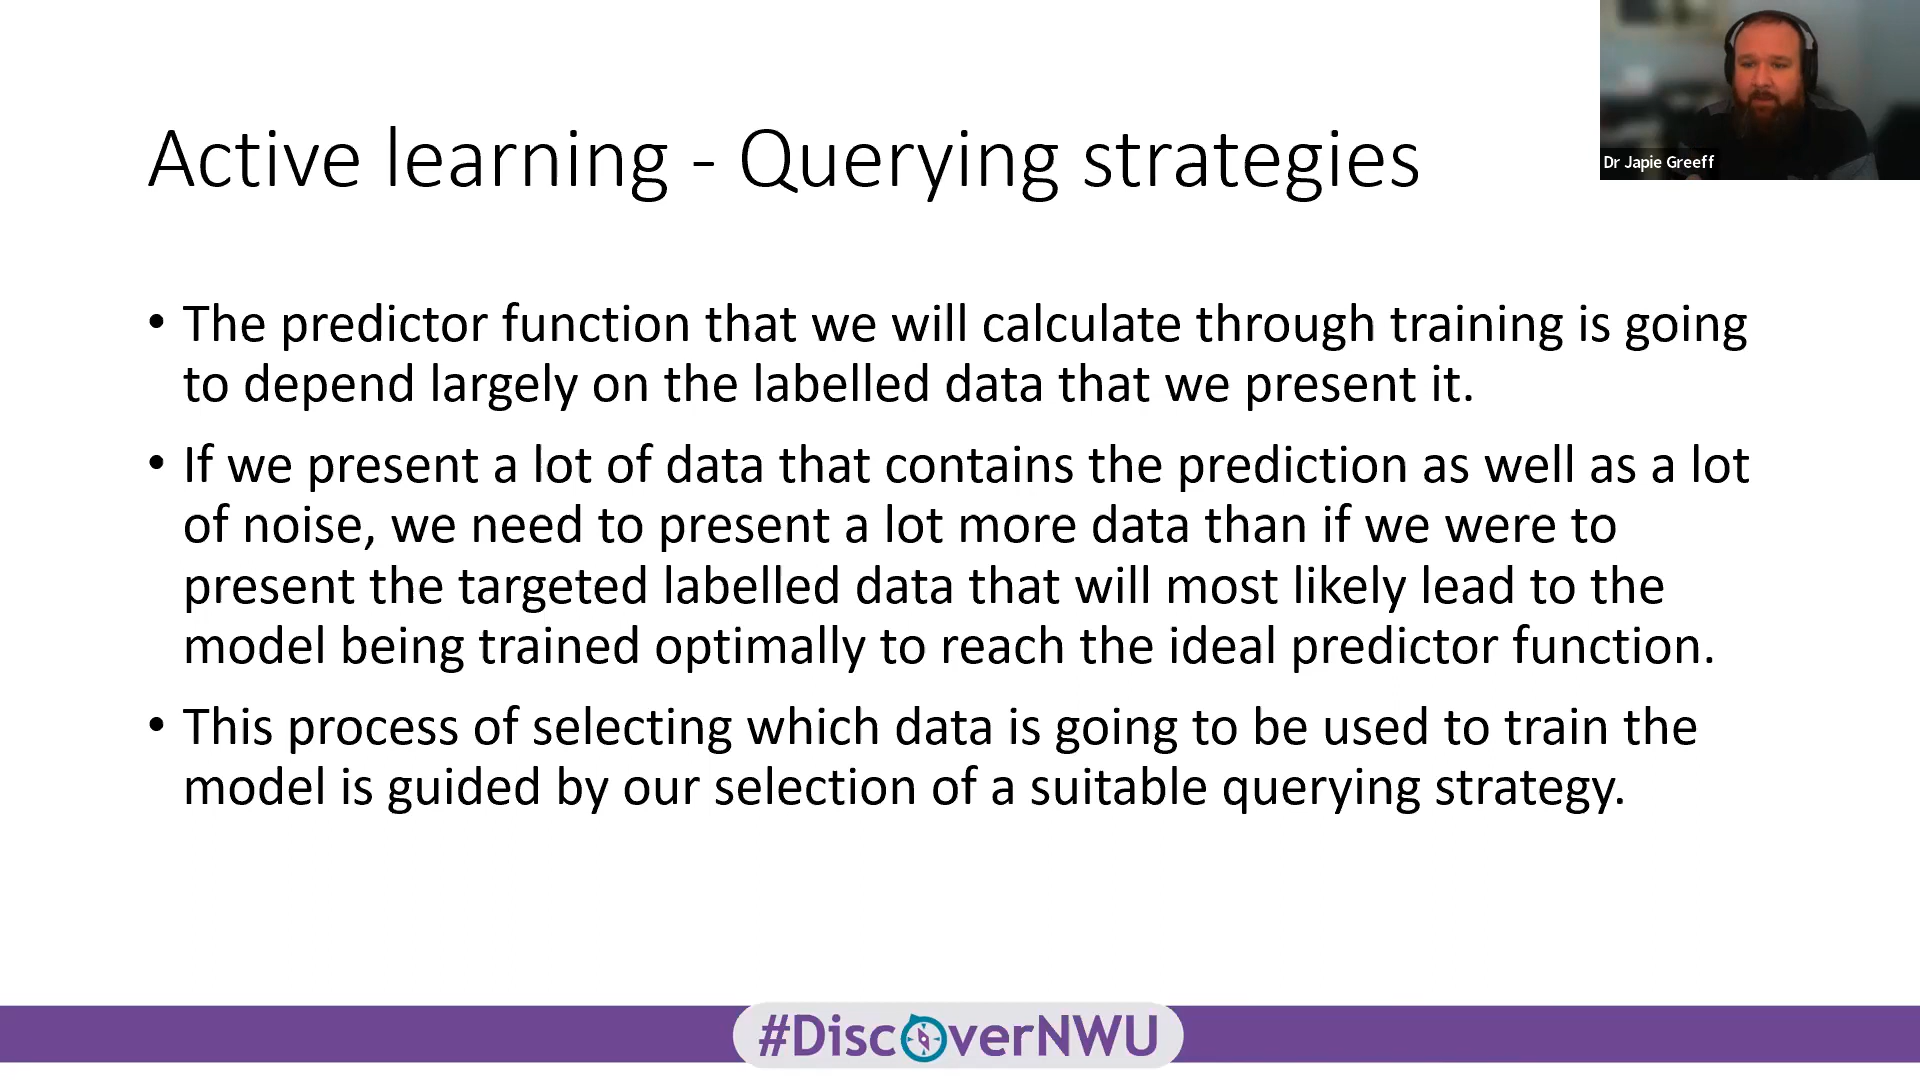 Dr Japie Greeff
Active learning - Querying strategies
• The predictor function that we will calculate through training is going
to depend largely on the labelled data that we present it.
• If we present a lot of data that contains the prediction as well as a lot
of noise, we need to present a lot more data than if we were to
present the targeted labelled data that will most likely lead to the
model being trained optimally to reach the ideal predictor function.
• This process of selecting which data is going to be used to train the
model is guided by our selection of a suitable querying strategy.
#DiscoverNWU